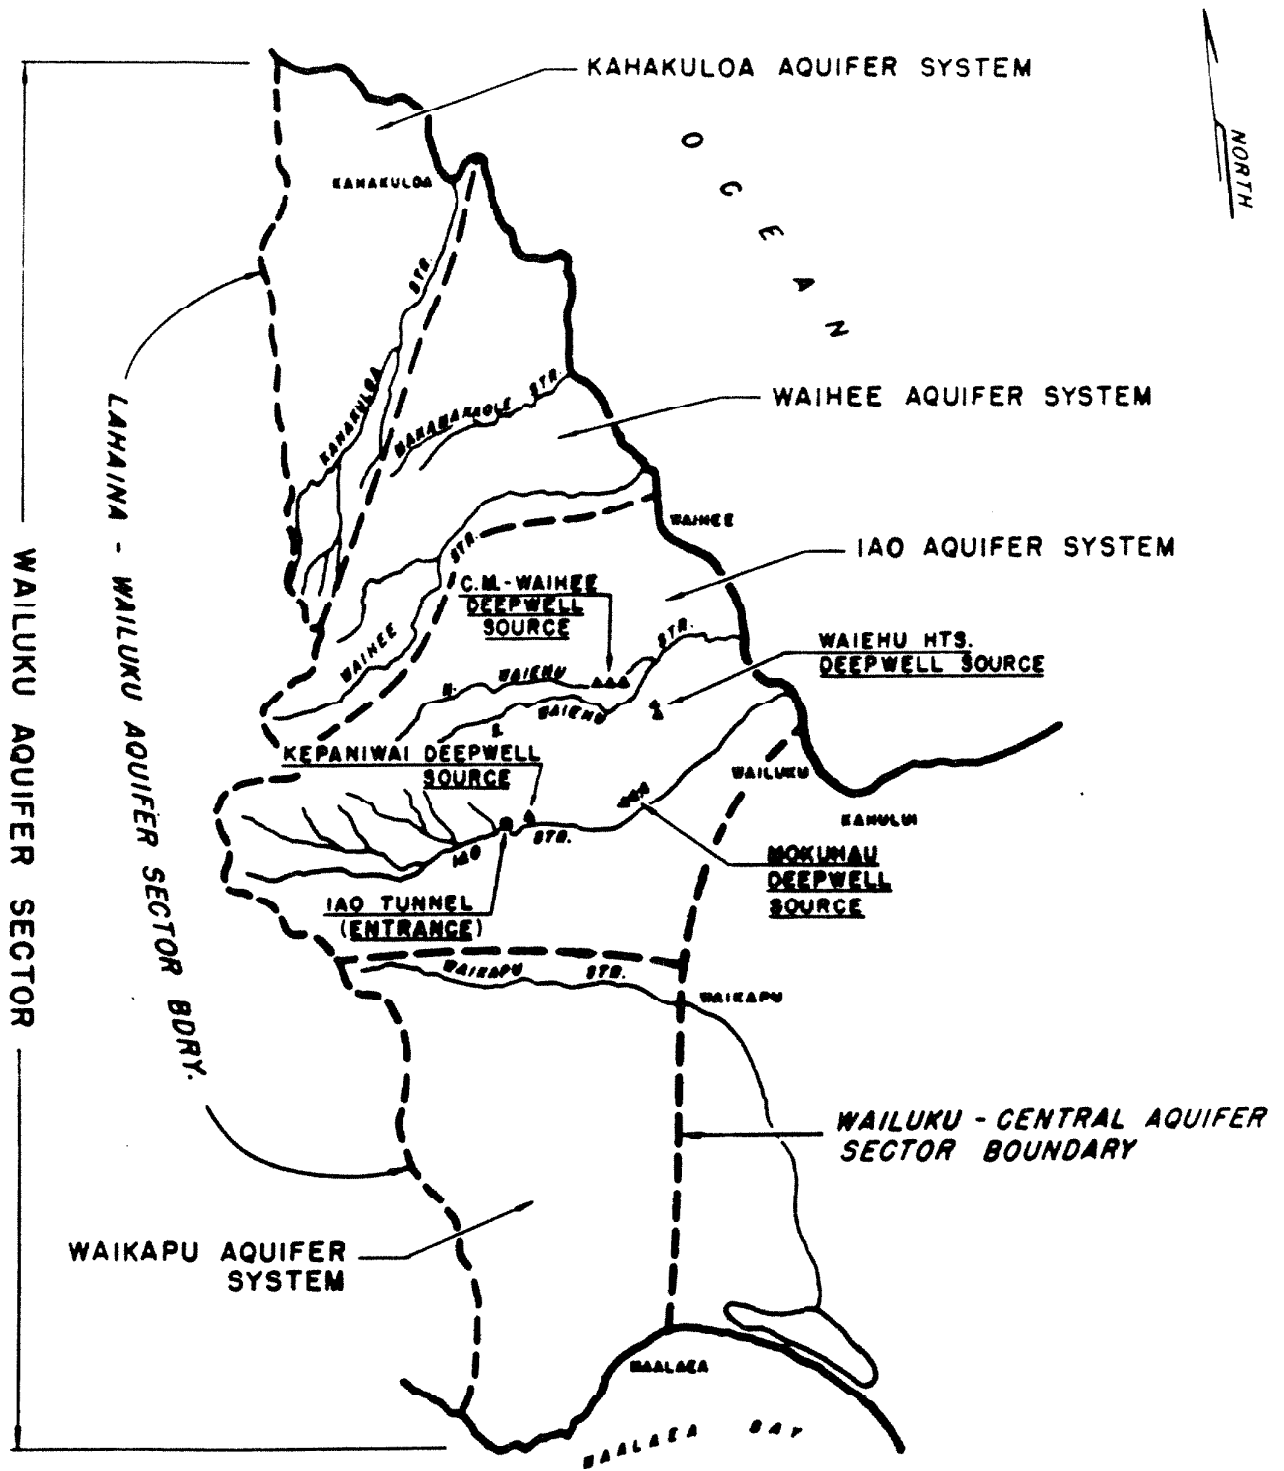 KAHAKULOA AQUIFER SYSTEM
OCEAN
NORTH
KAHAKULOA
STR.
KAHAKULOA
MAKAMAKAOLE STR.
WAIHEE AQUIFER SYSTEM
LAHAINA - WAILUKU AQUIFER SECTOR BDRY.
WAILUKU AQUIFER SECTOR
WAIHEE
STR.
IAO AQUIFER SYSTEM
C.M.-WAIHEE
DEEPWELL
SOURCE
WAIHEE
N. WAIEHU
STR.
WAIEHU HTS.
DEEPWELL SOURCE
WAIEHU
S.
KEPANIWAI DEEPWELL
SOURCE
WAILUKU
KAHULUI
IAO STR.
MOKUHAU
DEEPWELL
SOURCE
IAO TUNNEL
(ENTRANCE)
WAIKAPU STR.
WAIKAPU
WAILUKU - CENTRAL AQUIFER
SECTOR BOUNDARY
WAIKAPU AQUIFER
SYSTEM
MAALAEA
MAALAEA BAY